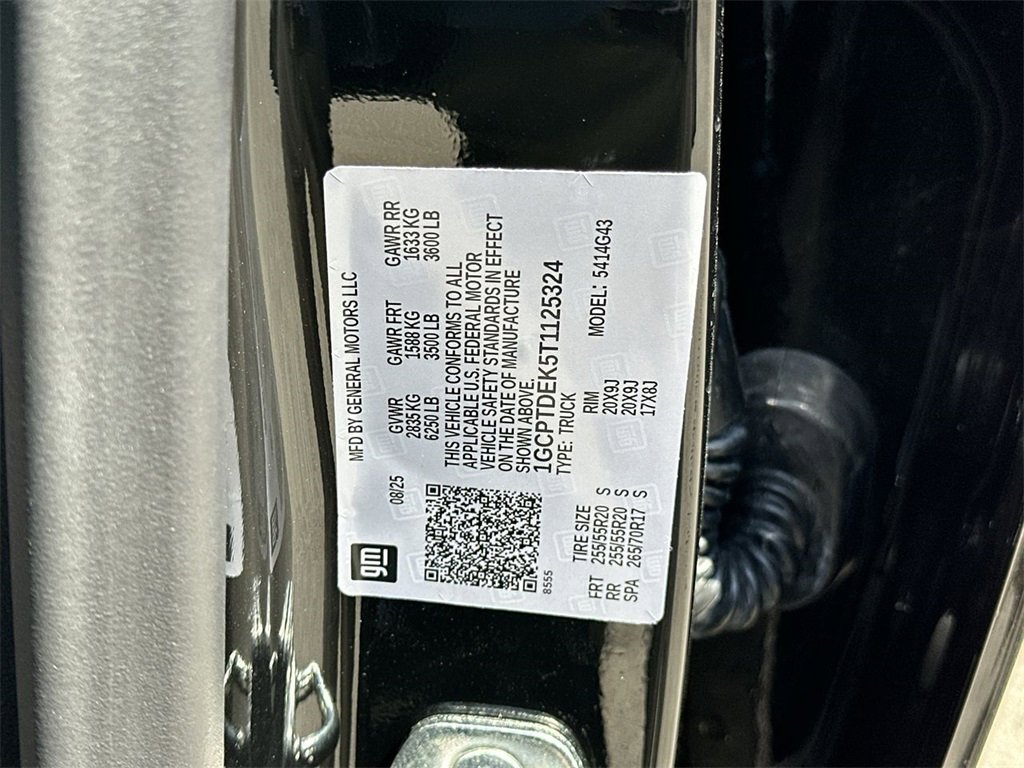 MFD BY GENERAL MOTORS LLC
08/25 GVWR GAWR FRT GAWR RR
2835 KG 1588 KG 1633 KG
6250 LB 3500 LB 3600 LB
THIS VEHICLE CONFORMS TO ALL
APPLICABLE U.S. FEDERAL MOTOR
VEHICLE SAFETY STANDARDS IN EFFECT
ON THE DATE OF MANUFACTURE
SHOWN ABOVE.
gm
1GCPTDEK5T1125324
8555 TYPE: TRUCK
MODEL: 5414G43
TIRE SIZE RIM
FRT 255/55R20 S 20X9J
RR 255/55R20 S 20X9J
SPA 265/70R17 S 17X8J